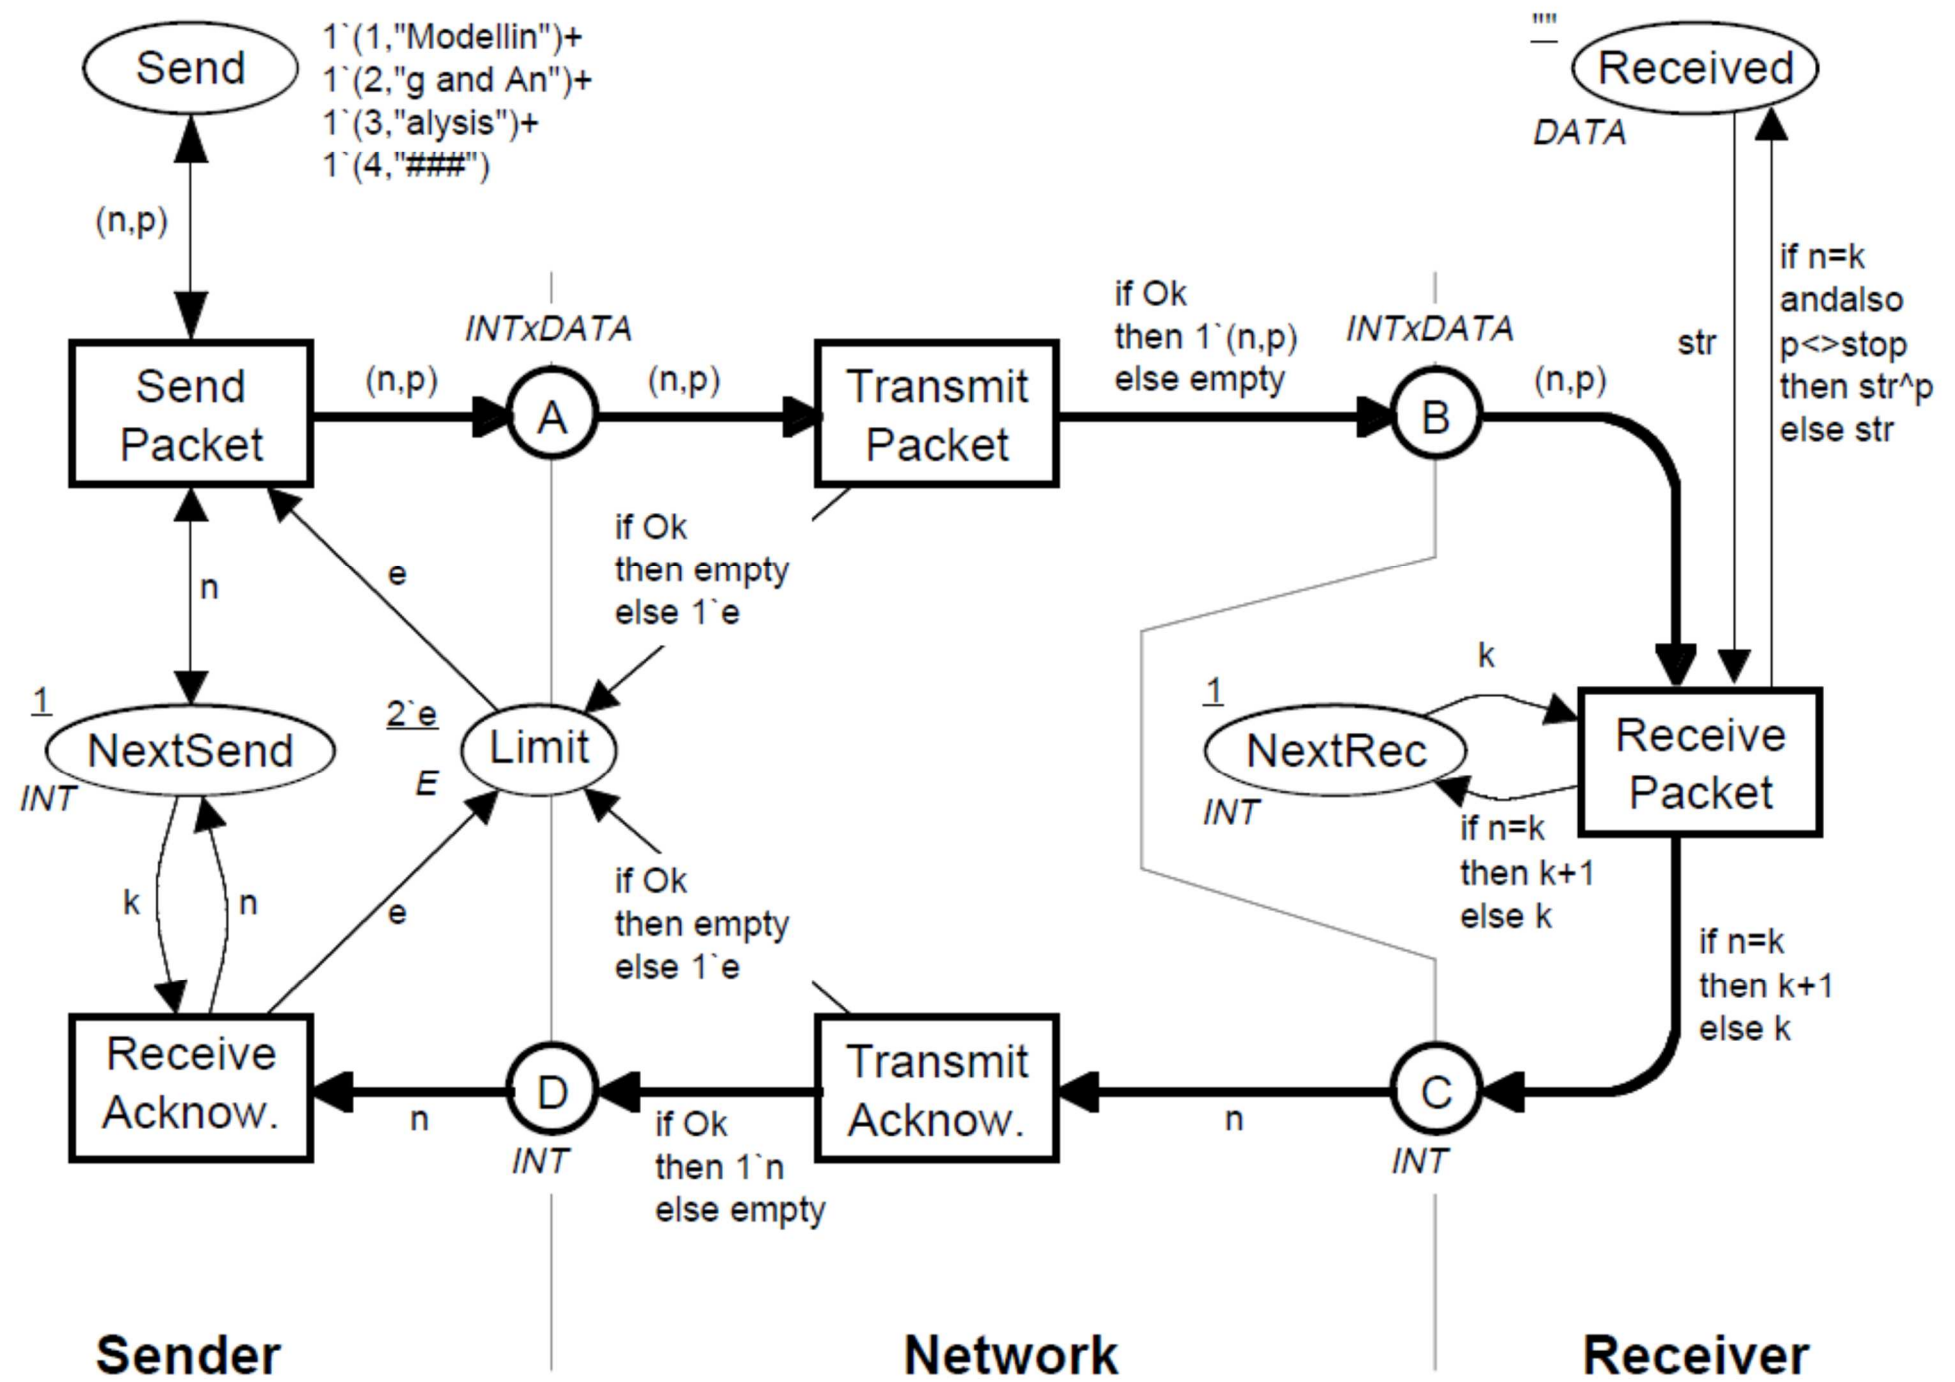 Send
1`(1,"Modellin")+
1`(2,"g and An")+
1`(3,"alysis")+
1`(4,"###")
""
Received
DATA
(n,p)
if n=k
andalso
p<>stop
then str^p
else str
str
INTxDATA
if Ok
then 1`(n,p)
else empty
INTxDATA
Send
Packet
(n,p)
A
(n,p)
Transmit
Packet
B
(n,p)
n
e
if Ok
then empty
else 1`e
1
NextSend
INT
2`e
Limit
E
k
1
NextRec
INT
Receive
Packet
if n=k
then k+1
else k
k
n
e
if Ok
then empty
else 1`e
if n=k
then k+1
else k
Receive
Acknow.
n
D
INT
if Ok
then 1`n
else empty
Transmit
Acknow.
n
C
INT
Sender
Network
Receiver